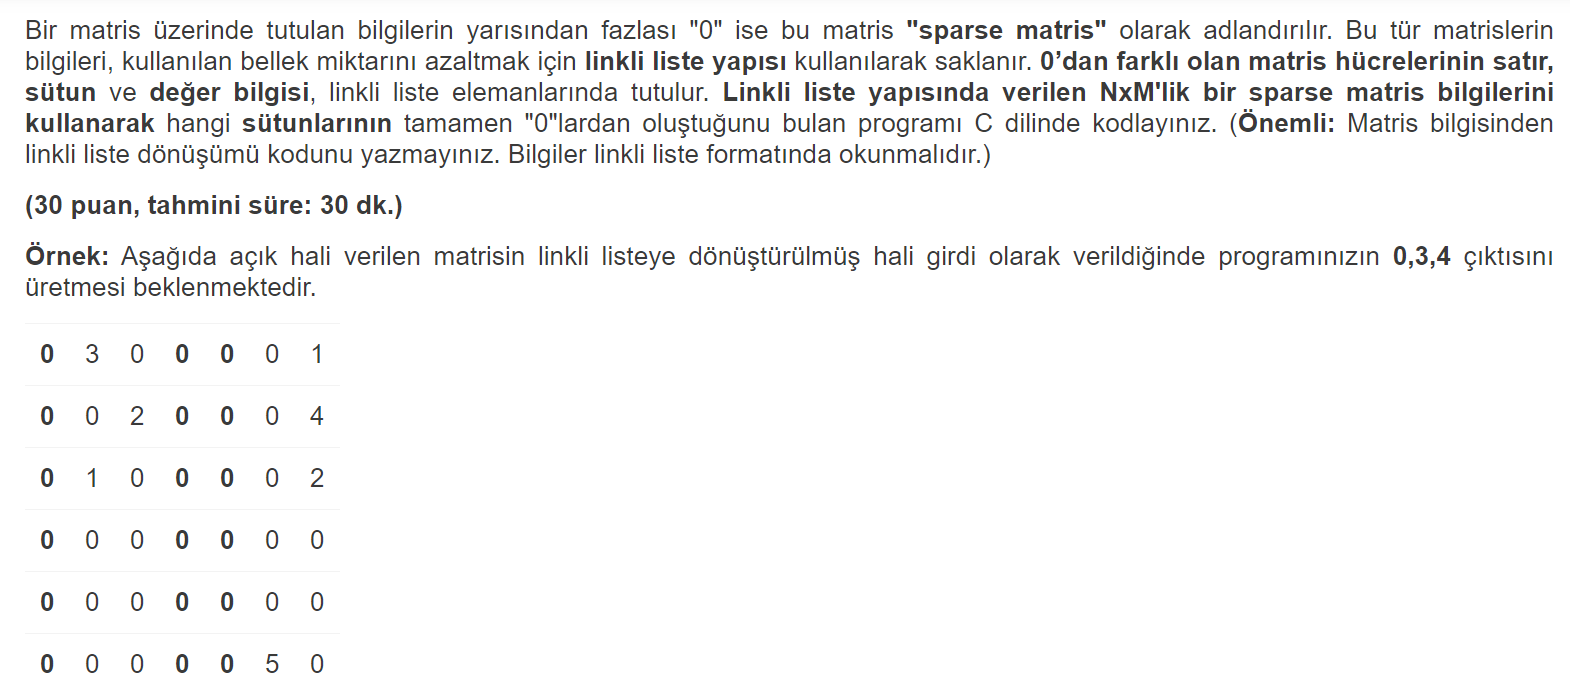 Bir matris üzerinde tutulan bilgilerin yarısından fazlası "0" ise bu matris "sparse matris" olarak adlandırılır. Bu tür matrislerin
bilgileri, kullanılan bellek miktarını azaltmak için linkli liste yapısı kullanılarak saklanır. 0’dan farklı olan matris hücrelerinin satır,
sütun ve değer bilgisi, linkli liste elemanlarında tutulur. Linkli liste yapısında verilen NxM'lik bir sparse matris bilgilerini
kullanarak hangi sütunlarının tamamen "0"lardan oluştuğunu bulan programı C dilinde kodlayınız. (Önemli: Matris bilgisinden
linkli liste dönüşümü kodunu yazmayınız. Bilgiler linkli liste formatında okunmalıdır.)
(30 puan, tahmini süre: 30 dk.)
Örnek: Aşağıda açık hali verilen matrisin linkli listeye dönüştürülmüş hali girdi olarak verildiğinde programınızın 0,3,4 çıktısını
üretmesi beklenmektedir.
0 3 0 0 0 0 1
0 0 2 0 0 0 4
0 1 0 0 0 0 2
0 0 0 0 0 0 0
0 0 0 0 0 0 0
0 0 0 0 0 5 0